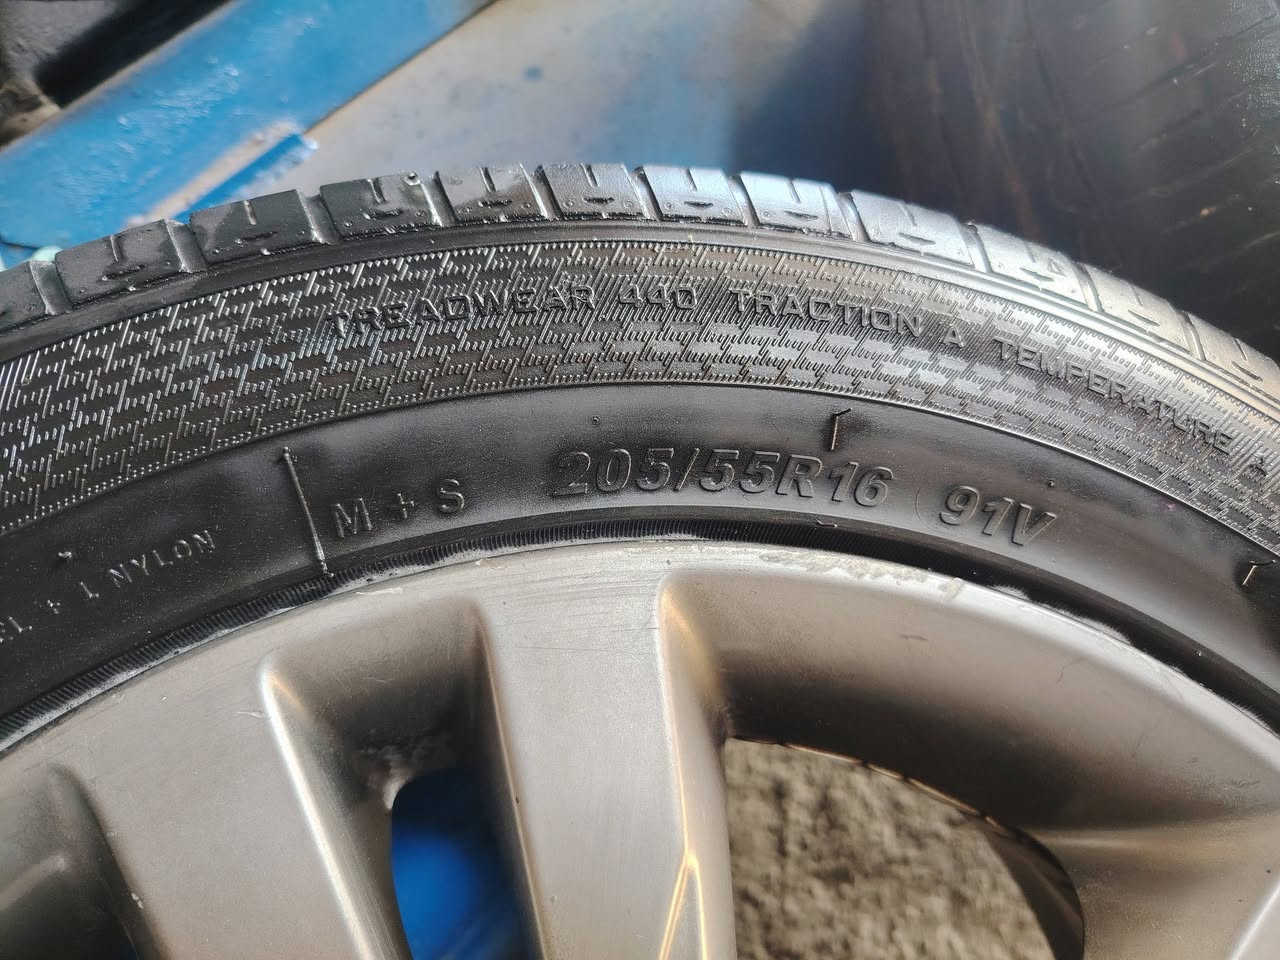 TREADWEAR 440 TRACTION A TEMPERATURE A
M + S 205/55R16 91V
+ 1 NYLON